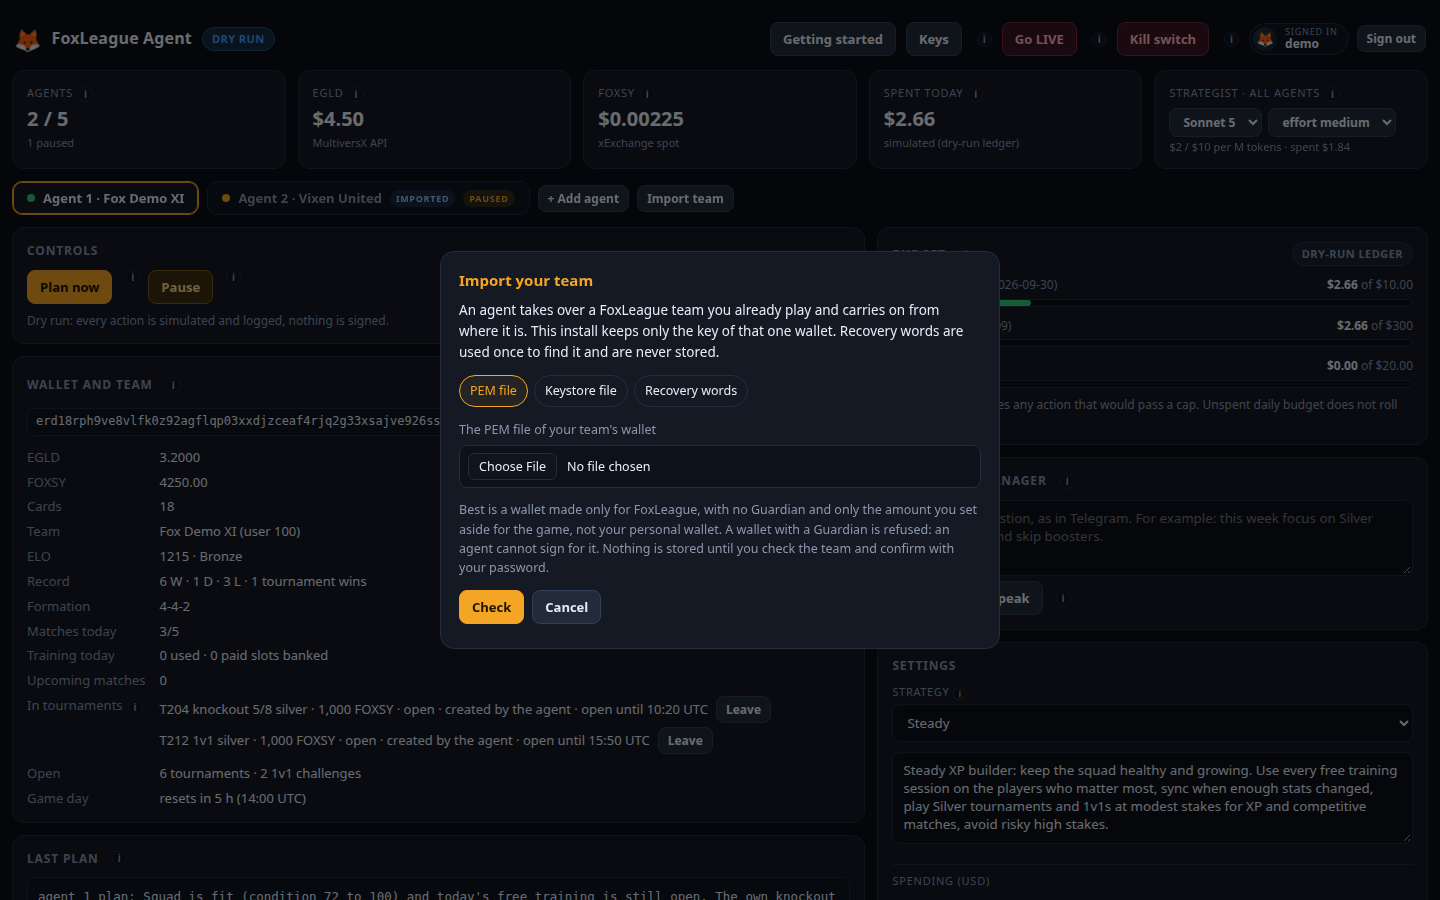 FoxLeague Agent DRY RUN
Getting started Keys i Go LIVE i Kill switch i SIGNED IN demo Sign out
AGENTS i
2 / 5
1 paused
EGLD i
$4.50
MultiversX API
FOXSY i
$0.00225
xExchange spot
SPENT TODAY i
$2.66
simulated (dry-run ledger)
STRATEGIST · ALL AGENTS i
Sonnet 5 effort medium
$2 / $10 per M tokens · spent $1.84
Agent 1 · Fox Demo XI Agent 2 · Vixen United IMPORTED PAUSED + Add agent Import team
CONTROLS
Plan now i Pause i
Dry run: every action is simulated and logged, nothing is signed.
WALLET AND TEAM i
erd18rph9ve8vlfk0z92agflqp03xxdjzceaf4rjq2g33xsajve926ss
EGLD 3.2000
FOXSY 4250.00
Cards 18
Team Fox Demo XI (user 100)
ELO 1215 · Bronze
Record 6 W · 1 D · 3 L · 1 tournament wins
Formation 4-4-2
Matches today 3/5
Training today 0 used · 0 paid slots banked
Upcoming matches 0
In tournaments i T204 knockout 5/8 silver · 1,000 FOXSY · open · created by the agent · open until 10:20 UTC Leave
T212 1v1 silver · 1,000 FOXSY · open · created by the agent · open until 15:50 UTC Leave
Open 6 tournaments · 2 1v1 challenges
Game day resets in 5 h (14:00 UTC)
LAST PLAN i
agent 1 plan: Squad is fit (condition 72 to 100) and today's free training is still open. The own knockout
Import your team
An agent takes over a FoxLeague team you already play and carries on from
where it is. This install keeps only the key of that one wallet. Recovery words are
used once to find it and are never stored.
PEM file Keystore file Recovery words
The PEM file of your team's wallet
Choose File No file chosen
Best is a wallet made only for FoxLeague, with no Guardian and only the amount you set
aside for the game, not your personal wallet. A wallet with a Guardian is refused: an
agent cannot sign for it. Nothing is stored until you check the team and confirm with
your password.
Check Cancel
DRY-RUN LEDGER
026-09-30) $2.66 of $10.00
9) $2.66 of $300
$0.00 of $20.00
es any action that would pass a cap. Unspent daily budget does not roll
NAGER i
stion, as in Telegram. For example: this week focus on Silver
nd skip boosters.
peak i
SETTINGS
STRATEGY i
Steady
Steady XP builder: keep the squad healthy and growing. Use every free training
session on the players who matter most, sync when enough stats changed,
play Silver tournaments and 1v1s at modest stakes for XP and competitive
matches, avoid risky high stakes.
SPENDING (USD)